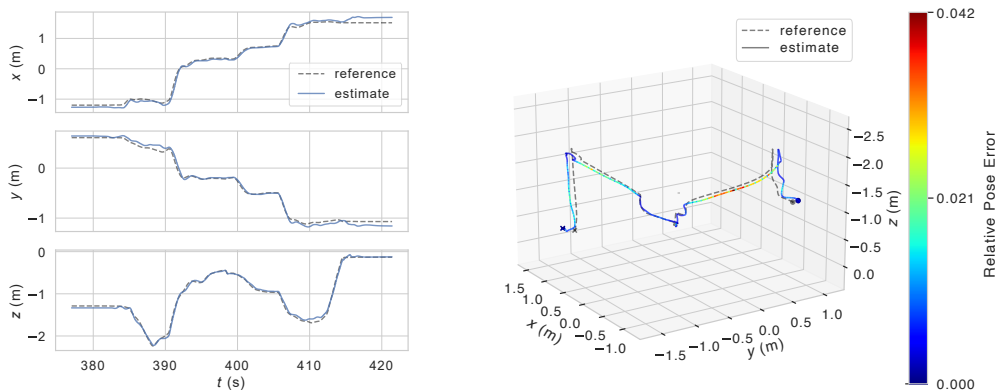 1
0
−1
x (m)
reference
estimate
0
−1
y (m)
0
−1
−2
z (m)
380
390
400
410
420
t (s)
reference
estimate
−2.5
−2.0
−1.5
−1.0
−0.5
0.0
z (m)
1.5
1.0
0.5
0.0
−0.5
−1.0
x (m)
−1.5
−1.0
−0.5
0.0
0.5
1.0
y (m)
0.042
0.021
0.000
Relative Pose Error